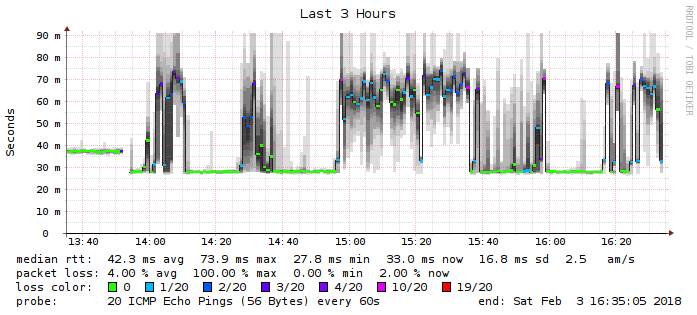 Last 3 Hours
RRDTOOL / TOBI OETIKER
Seconds
90 m
80 m
70 m
60 m
50 m
40 m
30 m
20 m
10 m
0
13:40 14:00 14:20 14:40 15:00 15:20 15:40 16:00 16:20
median rtt: 42.3 ms avg 73.9 ms max 27.8 ms min 33.0 ms now 16.8 ms sd 2.5 am/s
packet loss: 4.00 % avg 100.00 % max 0.00 % min 2.00 % now
loss color: 0 1/20 2/20 3/20 4/20 10/20 19/20
probe: 20 ICMP Echo Pings (56 Bytes) every 60s end: Sat Feb 3 16:35:05 2018